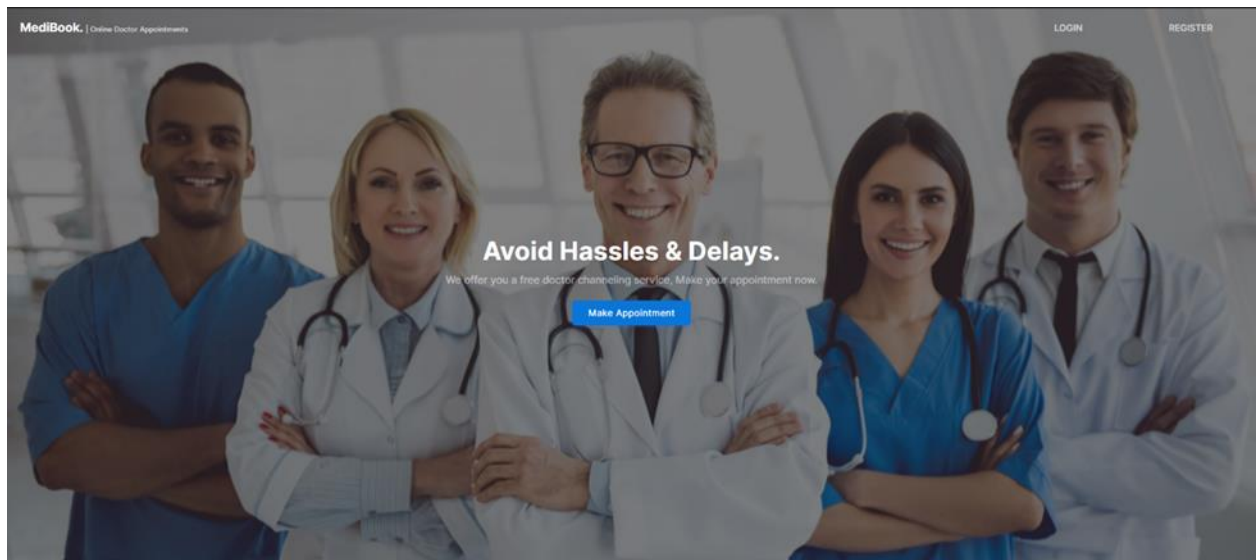 MediBook. | Online Doctor Appointments
LOGIN
REGISTER
Avoid Hassles & Delays.
We offer you a free doctor channeling service, Make your appointment now.
Make Appointment